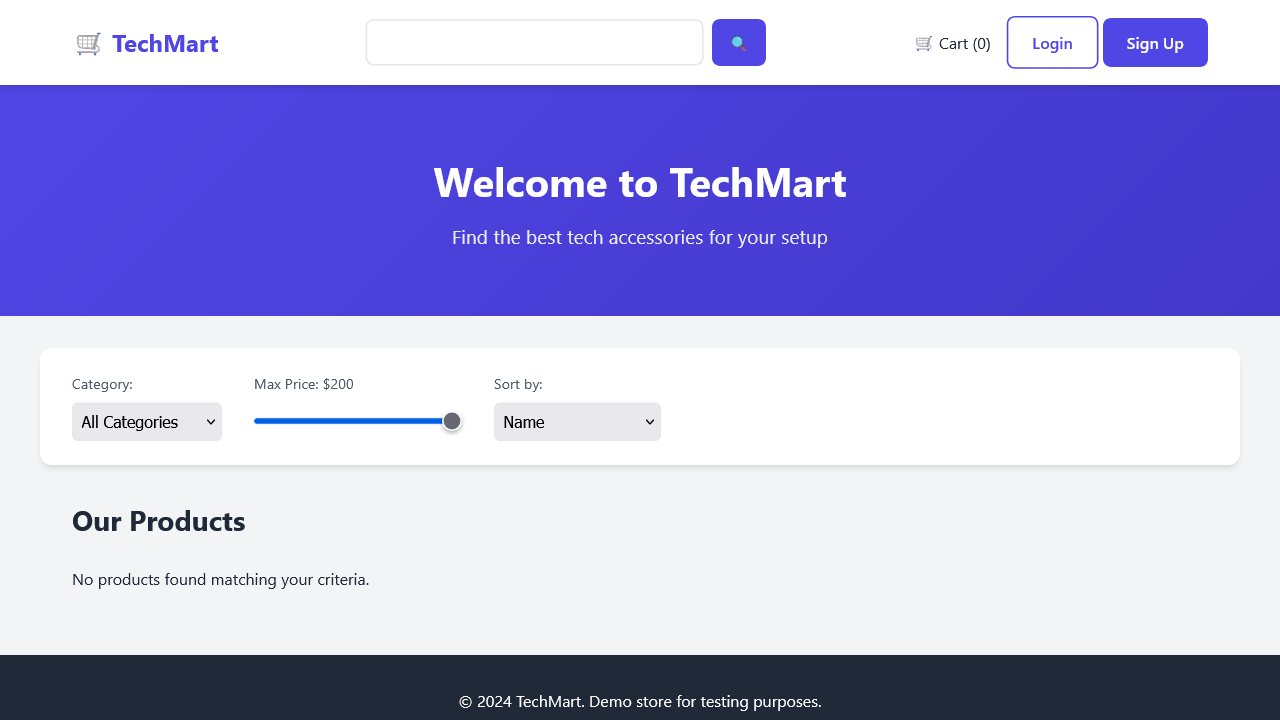 TechMart
Cart (0)
Login
Sign Up
Welcome to TechMart
Find the best tech accessories for your setup
Category:
All Categories
Max Price: $200
Sort by:
Name
Our Products
No products found matching your criteria.
© 2024 TechMart. Demo store for testing purposes.